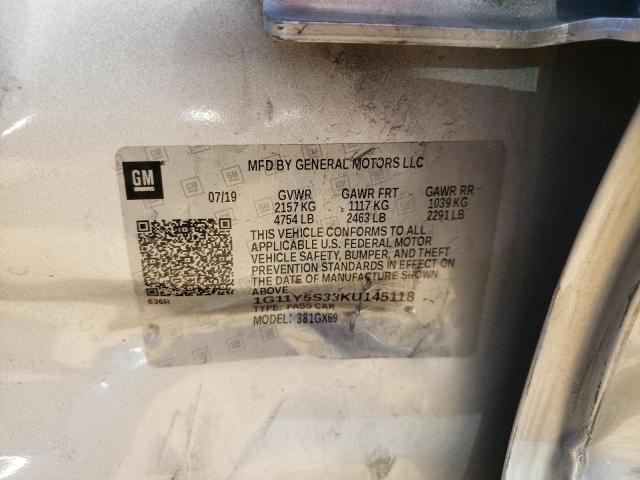 GM
MFD BY GENERAL MOTORS LLC
07/19 GVWR GAWR FRT GAWR RR
2157 KG 1117 KG 1039 KG
4754 LB 2463 LB 2291 LB
THIS VEHICLE CONFORMS TO ALL
APPLICABLE U.S. FEDERAL MOTOR
VEHICLE SAFETY, BUMPER, AND THEFT
PREVENTION STANDARDS IN EFFECT ON
THE DATE OF MANUFACTURE SHOWN
ABOVE.
636R
1G11Y5S33KU145118
TYPE: PASS CAR
MODEL: 381GX69